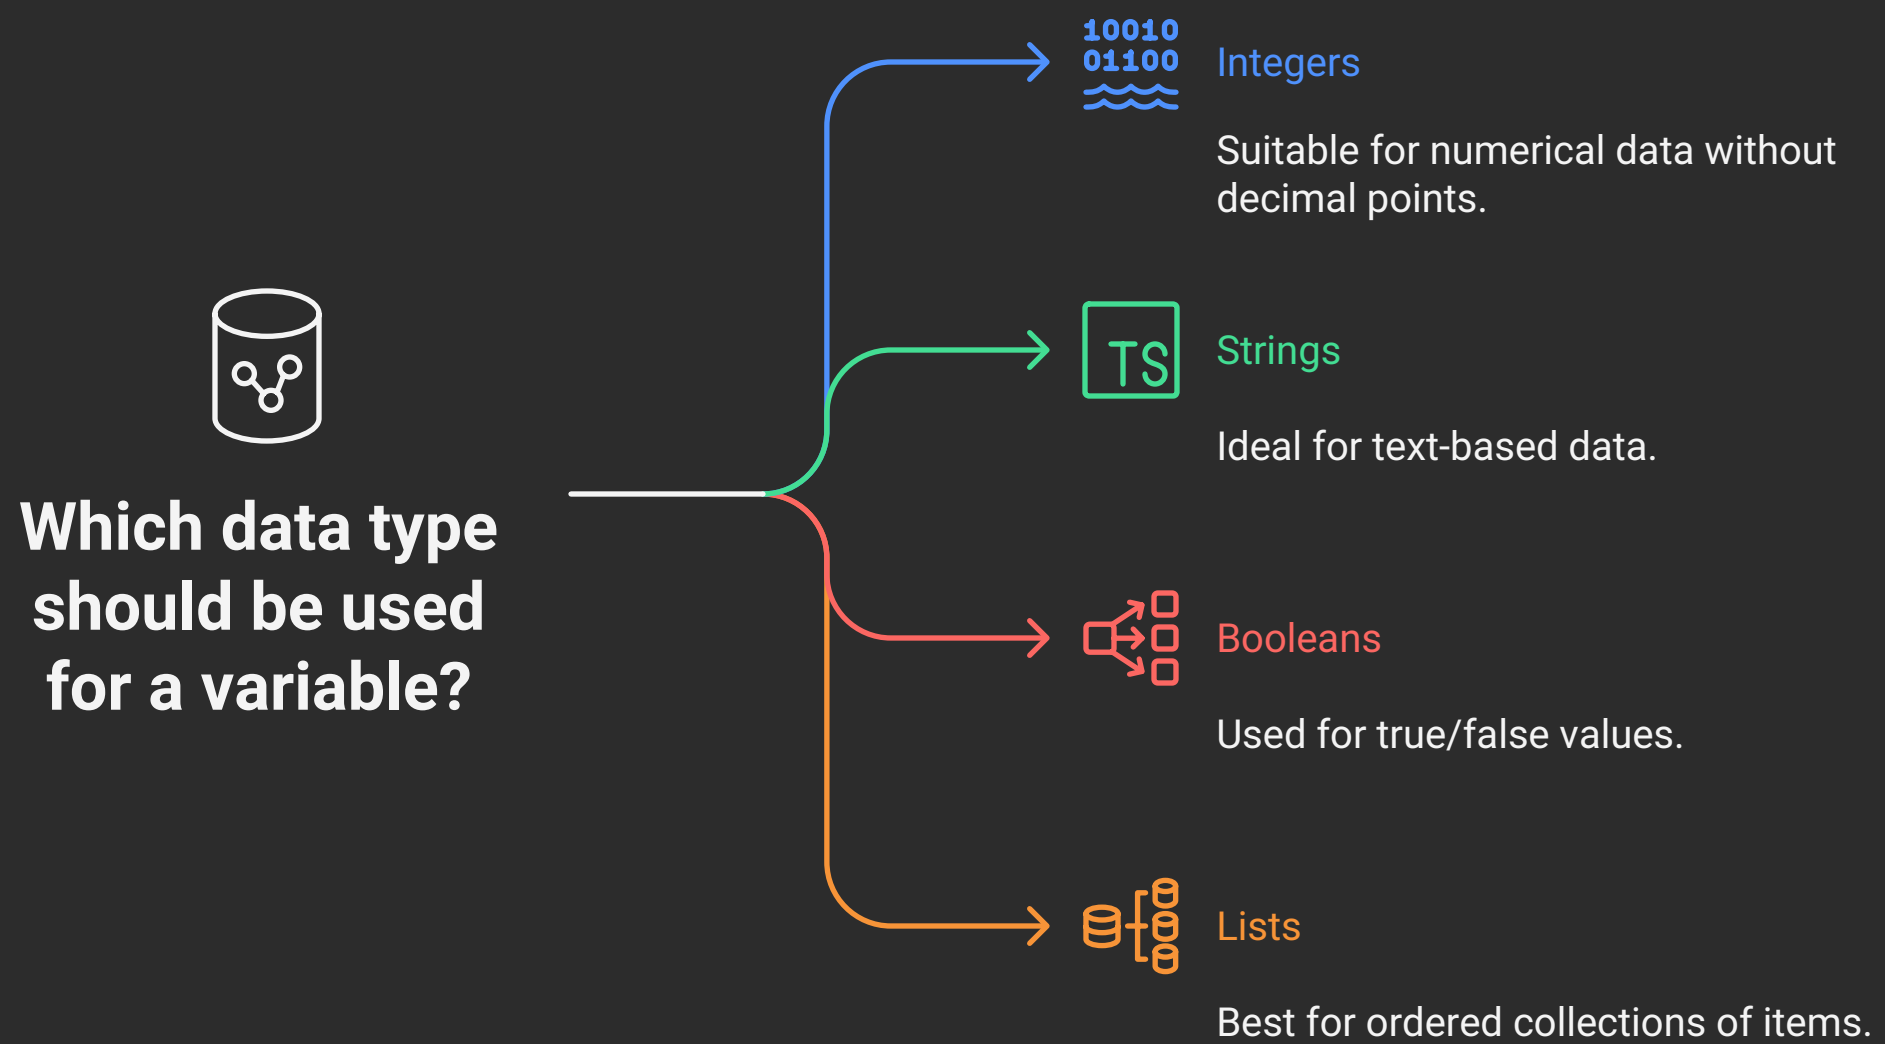 Which data type
should be used
for a variable?
10010
01100
Integers
Suitable for numerical data without
decimal points.
TS
Strings
Ideal for text-based data.
Booleans
Used for true/false values.
Lists
Best for ordered collections of items.